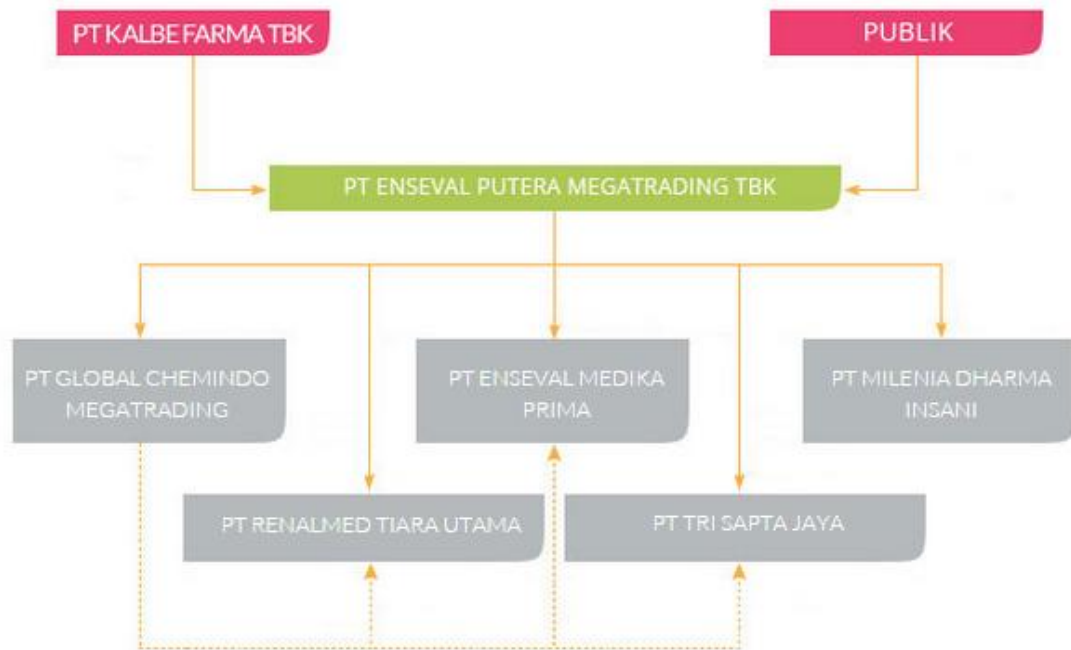 PT KALBE FARMA TBK
PUBLIK
PT ENSEVAL PUTERA MEGATRADING TBK
PT GLOBAL CHEMINDO
MEGATRADING
PT ENSEVAL MEDIKA
PRIMA
PT MILENIA DHARMA
INSANI
PT RENALMED TIARA UTAMA
PT TRI SAPTA JAYA